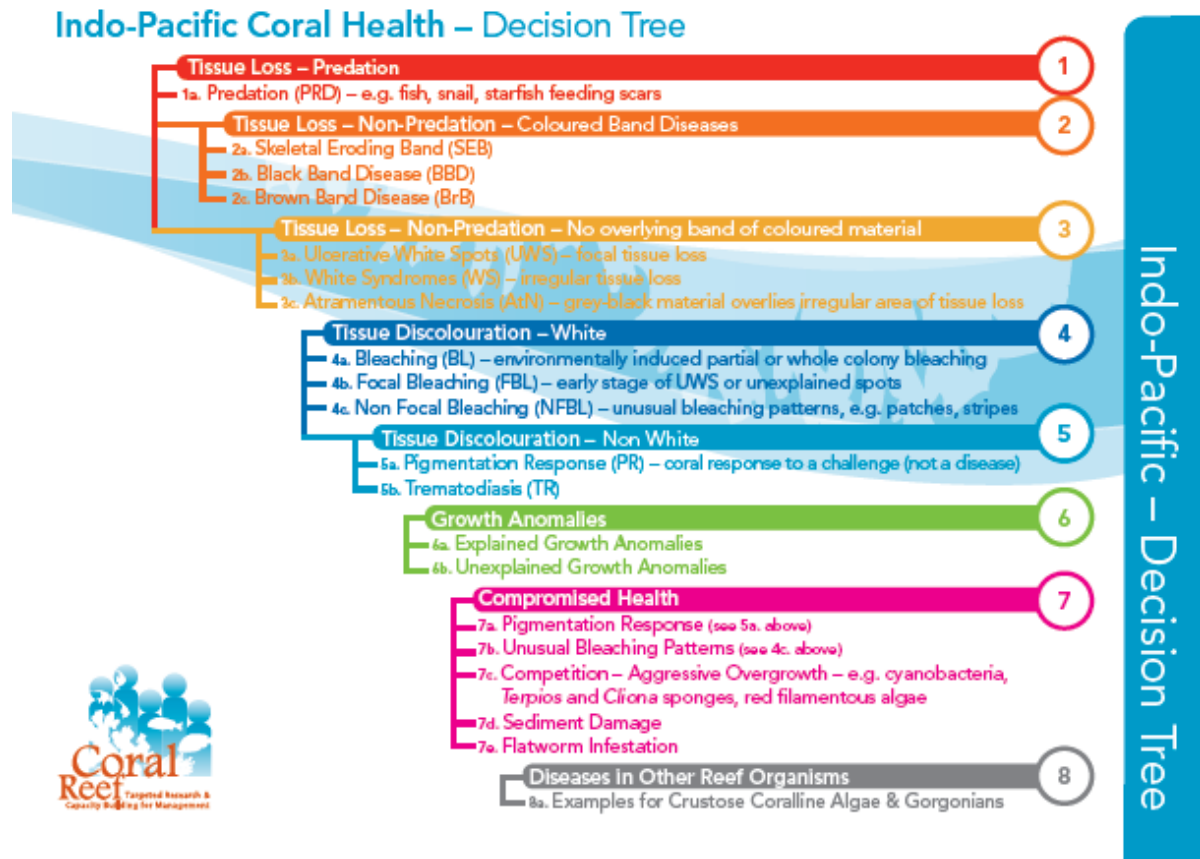 Indo-Pacific Coral Health – Decision Tree
Tissue Loss – Predation
1
1a. Predation (PRD) – e.g. fish, snail, starfish feeding scars
Tissue Loss – Non-Predation – Coloured Band Diseases
2
2a. Skeletal Eroding Band (SEB)
2b. Black Band Disease (BBD)
2c. Brown Band Disease (BrB)
Tissue Loss – Non-Predation – No overlying band of coloured material
3
3a. Ulcerative White Spots (UWS) – focal tissue loss
3b. White Syndromes (WS) – irregular tissue loss
3c. Atramentous Necrosis (AtN) – grey-black material overlies irregular area of tissue loss
Tissue Discolouration – White
4
4a. Bleaching (BL) – environmentally induced partial or whole colony bleaching
4b. Focal Bleaching (FBL) – early stage of UWS or unexplained spots
4c. Non Focal Bleaching (NFBL) – unusual bleaching patterns, e.g. patches, stripes
Tissue Discolouration – Non White
5
5a. Pigmentation Response (PR) – coral response to a challenge (not a disease)
5b. Trematodiasis (TR)
Growth Anomalies
6
6a. Explained Growth Anomalies
6b. Unexplained Growth Anomalies
Compromised Health
7
7a. Pigmentation Response (see 5a. above)
7b. Unusual Bleaching Patterns (see 4c. above)
7c. Competition – Aggressive Overgrowth – e.g. cyanobacteria,
Terpios and Cliona sponges, red filamentous algae
7d. Sediment Damage
7e. Flatworm Infestation
Diseases in Other Reef Organisms
8
8a. Examples for Crustose Coralline Algae & Gorgonians
Coral
Reef Targeted Research &
Capacity Building for Management
Indo-Pacific – Decision Tree